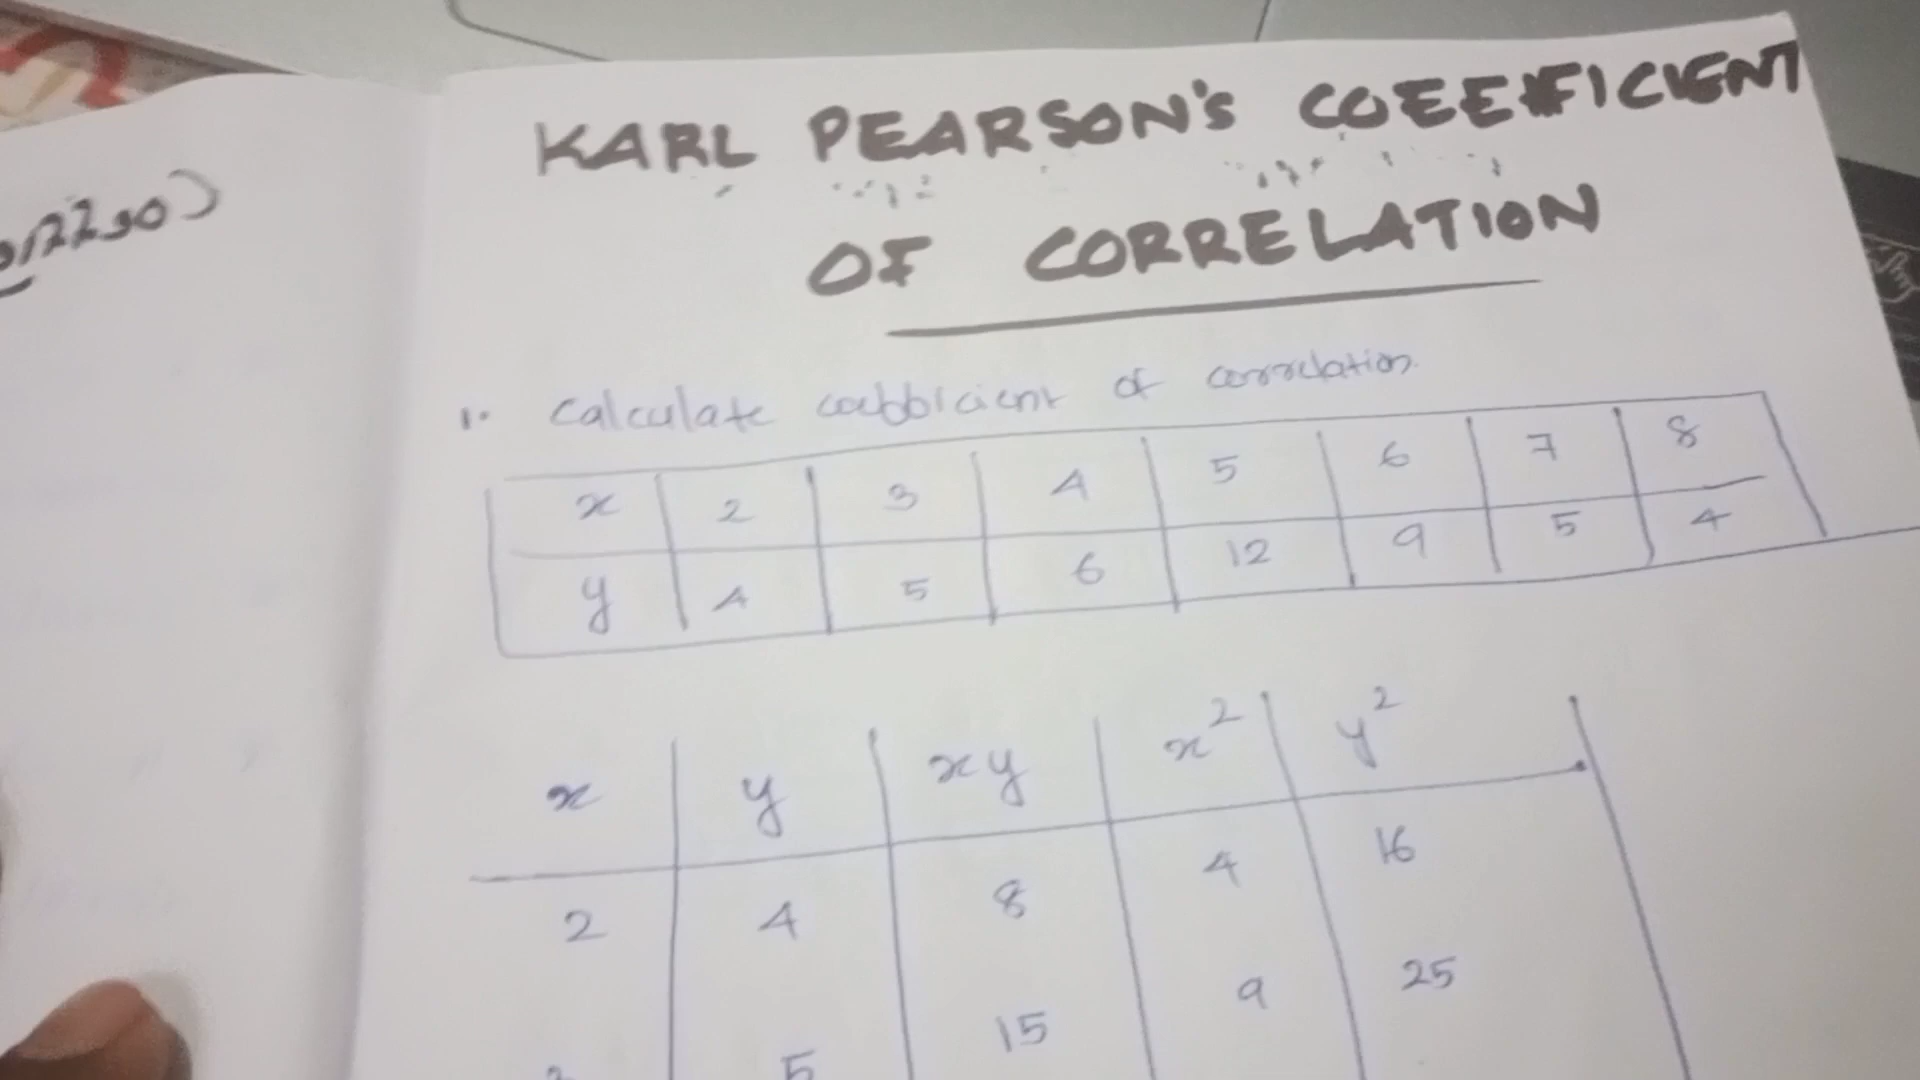 KARL PEARSON'S COEEFFICIENT
OF CORRELATION
1. Calculate coefficient of correlation.
x 2 3 4 5 6 7 8
y 4 5 6 12 9 5 4
x y xy x² y²
2 4 8 4 16
5 15 9 25